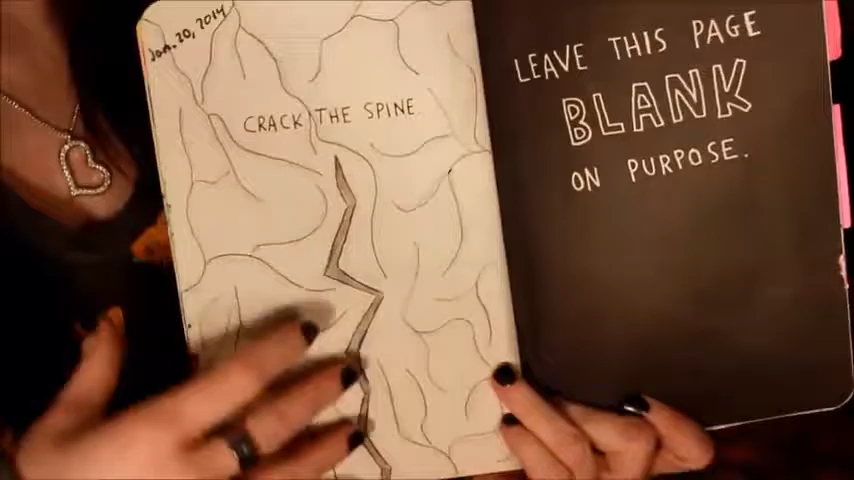 Jan. 20, 2014
CRACK THE SPINE.
LEAVE THIS PAGE
BLANK
ON PURPOSE.